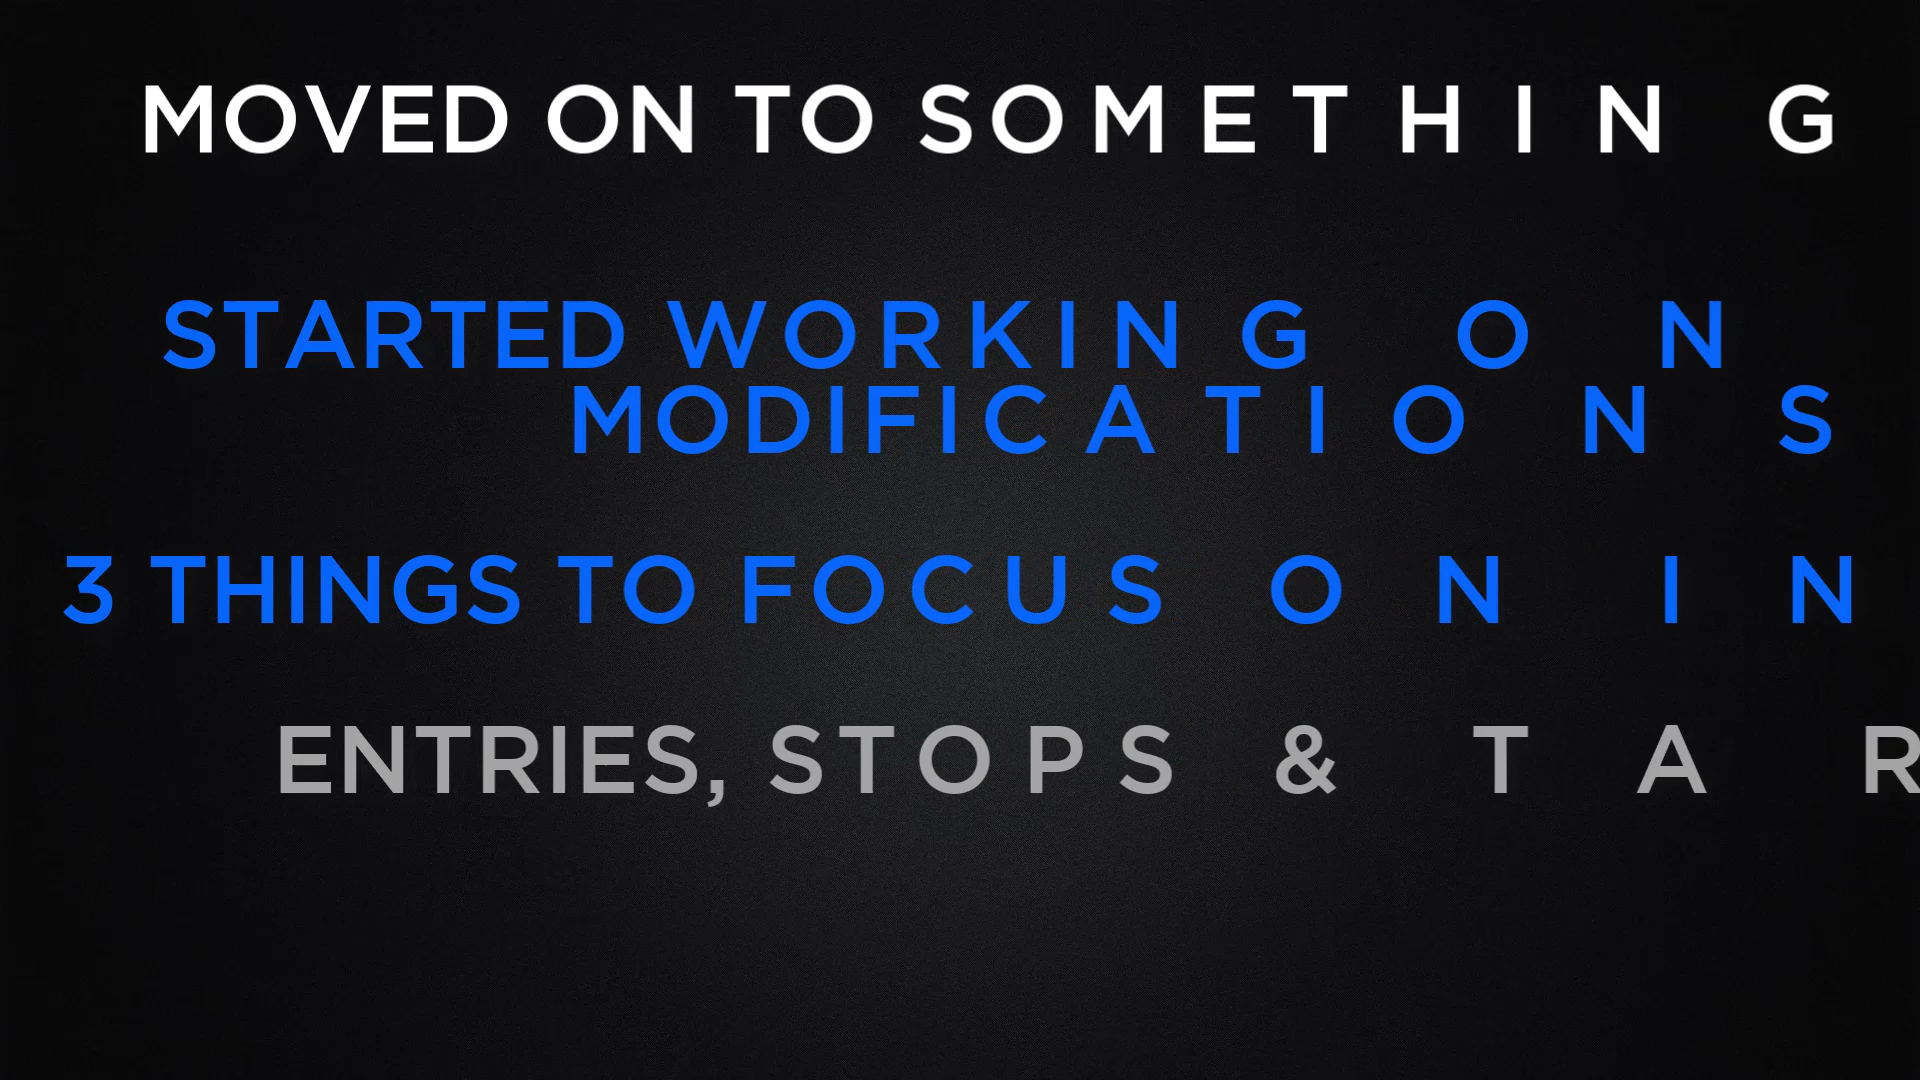 MOVED ON TO SOMETHING
STARTED WORKING ON
MODIFICATIONS
3 THINGS TO FOCUS ON IN
ENTRIES, STOPS & TAR